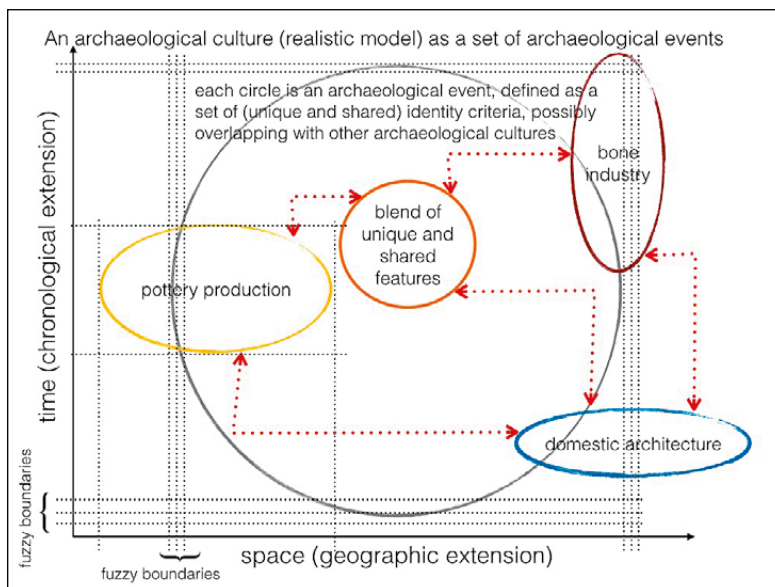 An archaeological culture (realistic model) as a set of archaeological events
each circle is an archaeological event, defined as a
set of (unique and shared) identity criteria, possibly
overlapping with other archaeological cultures
bone
industry
blend of
unique and
shared
features
pottery production
domestic architecture
time (chronological extension)
fuzzy boundaries
space (geographic extension)
fuzzy boundaries